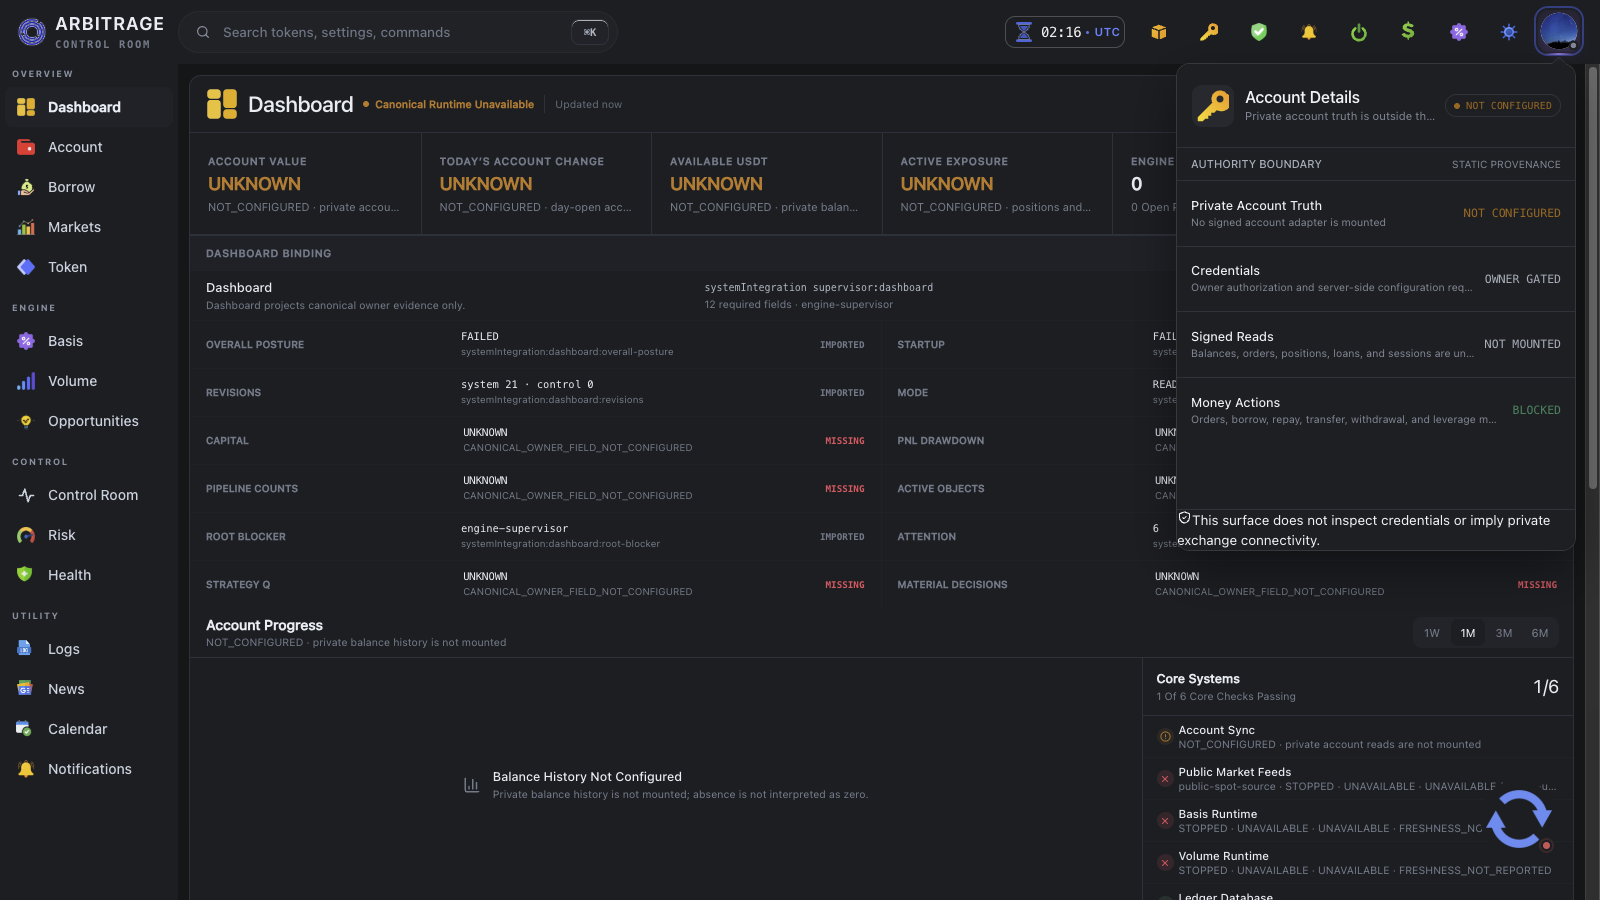 ARBITRAGE
CONTROL ROOM
Search tokens, settings, commands
⌘K
02:16 • UTC
OVERVIEW
Dashboard
Account
Borrow
Markets
Token
ENGINE
Basis
Volume
Opportunities
CONTROL
Control Room
Risk
Health
UTILITY
Logs
News
Calendar
Notifications
Dashboard
Canonical Runtime Unavailable
Updated now
ACCOUNT VALUE
UNKNOWN
NOT_CONFIGURED · private accou...
TODAY'S ACCOUNT CHANGE
UNKNOWN
NOT_CONFIGURED · day-open acc...
AVAILABLE USDT
UNKNOWN
NOT_CONFIGURED · private balan...
ACTIVE EXPOSURE
UNKNOWN
NOT_CONFIGURED · positions and...
ENGINE
0
0 Open
DASHBOARD BINDING
Dashboard
Dashboard projects canonical owner evidence only.
systemIntegration supervisor:dashboard
12 required fields · engine-supervisor
OVERALL POSTURE
FAILED
systemIntegration:dashboard:overall-posture
IMPORTED
STARTUP
FAIL
syste
REVISIONS
system 21 · control 0
systemIntegration:dashboard:revisions
IMPORTED
MODE
READ
syste
CAPITAL
UNKNOWN
CANONICAL_OWNER_FIELD_NOT_CONFIGURED
MISSING
PNL DRAWDOWN
UNKN
CAN
PIPELINE COUNTS
UNKNOWN
CANONICAL_OWNER_FIELD_NOT_CONFIGURED
MISSING
ACTIVE OBJECTS
UNKN
CAN
ROOT BLOCKER
engine-supervisor
systemIntegration:dashboard:root-blocker
IMPORTED
ATTENTION
6
syste
STRATEGY Q
UNKNOWN
CANONICAL_OWNER_FIELD_NOT_CONFIGURED
MISSING
MATERIAL DECISIONS
UNKNOWN
CANONICAL_OWNER_FIELD_NOT_CONFIGURED
MISSING
Account Progress
NOT_CONFIGURED · private balance history is not mounted
1W
1M
3M
6M
Balance History Not Configured
Private balance history is not mounted; absence is not interpreted as zero.
Core Systems
1 Of 6 Core Checks Passing
1/6
Account Sync
NOT_CONFIGURED · private account reads are not mounted
Public Market Feeds
public-spot-source · STOPPED · UNAVAILABLE · UNAVAILABLE
-u...
Basis Runtime
STOPPED · UNAVAILABLE · UNAVAILABLE · FRESHNESS_NO
Volume Runtime
STOPPED · UNAVAILABLE · UNAVAILABLE · FRESHNESS_NOT_REPORTED
Ledger Database
Account Details
Private account truth is outside th...
NOT CONFIGURED
AUTHORITY BOUNDARY
STATIC PROVENANCE
Private Account Truth
No signed account adapter is mounted
NOT CONFIGURED
Credentials
Owner authorization and server-side configuration req...
OWNER GATED
Signed Reads
Balances, orders, positions, loans, and sessions are un...
NOT MOUNTED
Money Actions
Orders, borrow, repay, transfer, withdrawal, and leverage m...
BLOCKED
This surface does not inspect credentials or imply private
exchange connectivity.